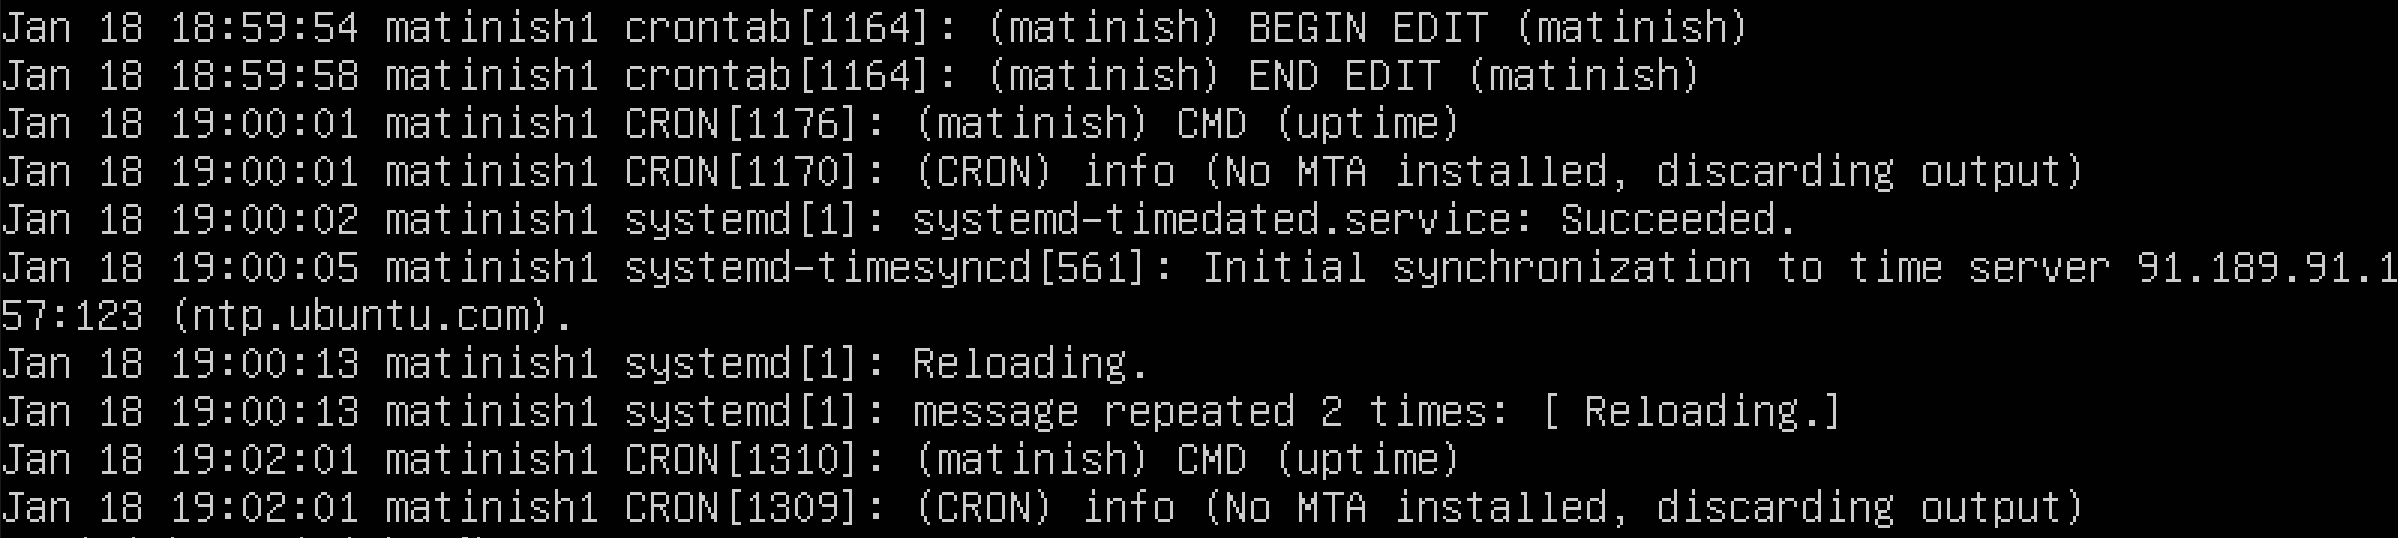 Jan 18 18:59:54 matinish1 crontab[1164]: (matinish) BEGIN EDIT (matinish)
Jan 18 18:59:58 matinish1 crontab[1164]: (matinish) END EDIT (matinish)
Jan 18 19:00:01 matinish1 CRON[1176]: (matinish) CMD (uptime)
Jan 18 19:00:01 matinish1 CRON[1170]: (CRON) info (No MTA installed, discarding output)
Jan 18 19:00:02 matinish1 systemd[1]: systemd-timedated.service: Succeeded.
Jan 18 19:00:05 matinish1 systemd-timesyncd[561]: Initial synchronization to time server 91.189.91.1
57:123 (ntp.ubuntu.com).
Jan 18 19:00:13 matinish1 systemd[1]: Reloading.
Jan 18 19:00:13 matinish1 systemd[1]: message repeated 2 times: [ Reloading.]
Jan 18 19:02:01 matinish1 CRON[1310]: (matinish) CMD (uptime)
Jan 18 19:02:01 matinish1 CRON[1309]: (CRON) info (No MTA installed, discarding output)